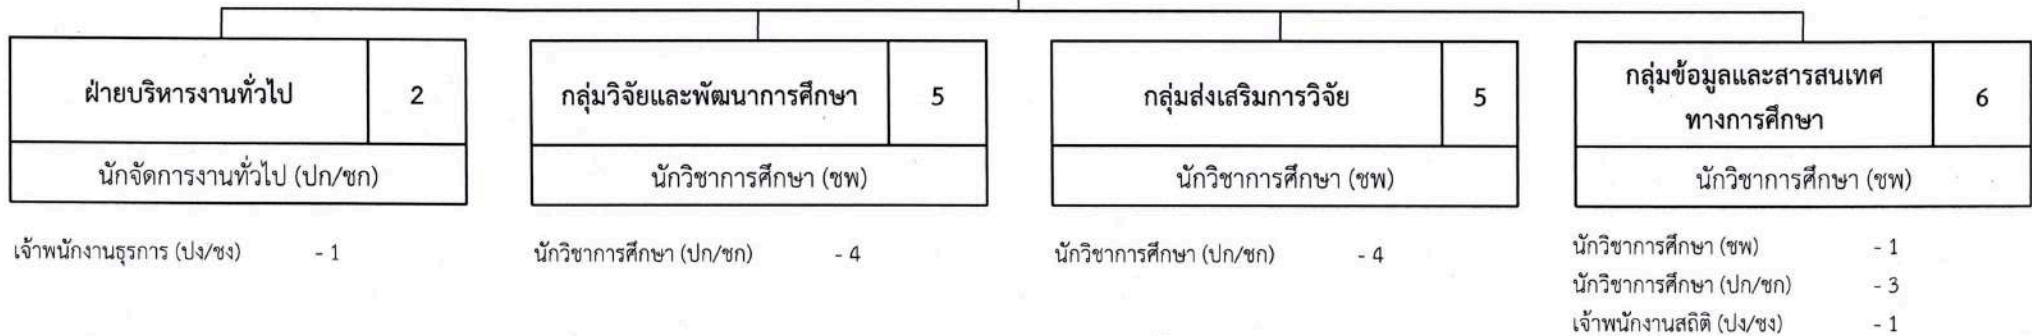 ฝ่ายบริหารงานทั่วไป 2
นักจัดการงานทั่วไป (ปก/ชก)
เจ้าพนักงานธุรการ (ปง/ชง) - 1
กลุ่มวิจัยและพัฒนาการศึกษา 5
นักวิชาการศึกษา (ชพ)
นักวิชาการศึกษา (ปก/ชก) - 4
กลุ่มส่งเสริมการวิจัย 5
นักวิชาการศึกษา (ชพ)
นักวิชาการศึกษา (ปก/ชก) - 4
กลุ่มข้อมูลและสารสนเทศ
ทางการศึกษา 6
นักวิชาการศึกษา (ชพ)
นักวิชาการศึกษา (ชพ) - 1
นักวิชาการศึกษา (ปก/ชก) - 3
เจ้าพนักงานสถิติ (ปง/ชง) - 1